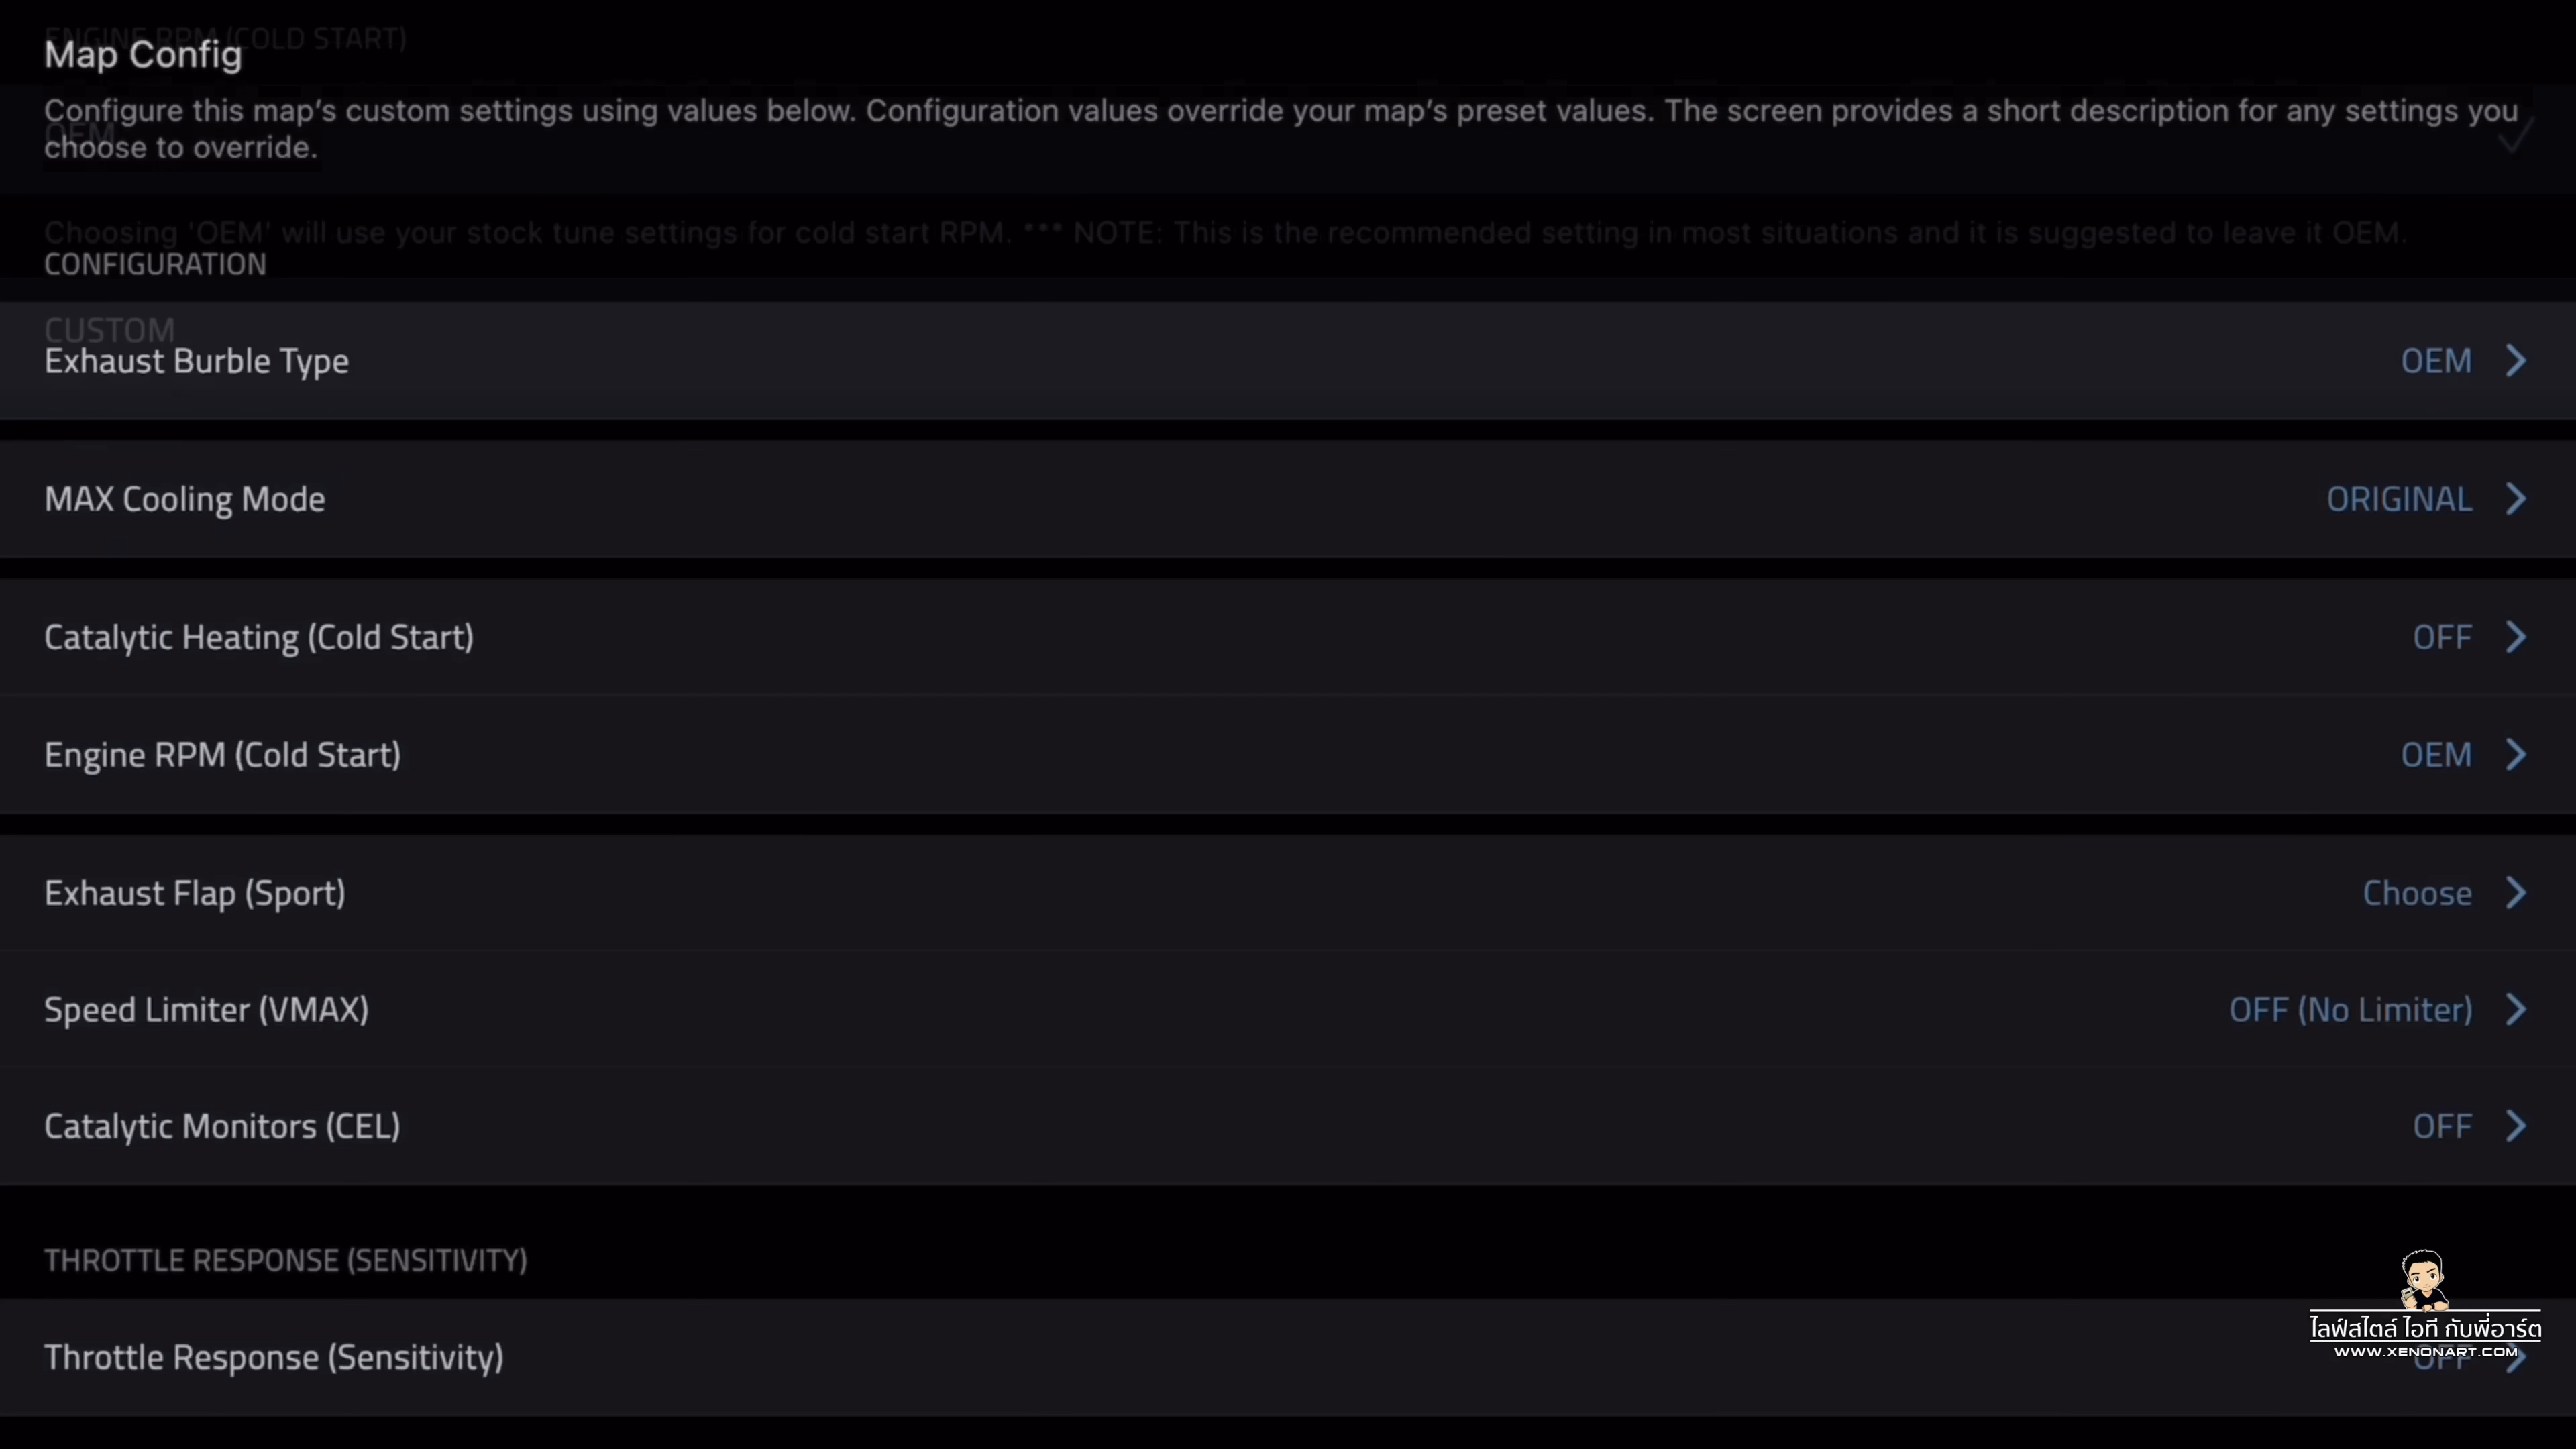 ENGINE RPM (COLD START)
Map Config
Configure this map's custom settings using values below. Configuration values override your map's preset values. The screen provides a short description for any settings you
OEM
choose to override.
Choosing 'OEM' will use your stock tune settings for cold start RPM. *** NOTE: This is the recommended setting in most situations and it is suggested to leave it OEM.
CONFIGURATION
CUSTOM
Exhaust Burble Type OEM
MAX Cooling Mode ORIGINAL
Catalytic Heating (Cold Start) OFF
Engine RPM (Cold Start) OEM
Exhaust Flap (Sport) Choose
Speed Limiter (VMAX) OFF (No Limiter)
Catalytic Monitors (CEL) OFF
THROTTLE RESPONSE (SENSITIVITY)
ไลฟ์สไตล์ ไอที กับพี่อาร์ต
WWW.XENONART.COM
Throttle Response (Sensitivity) OFF